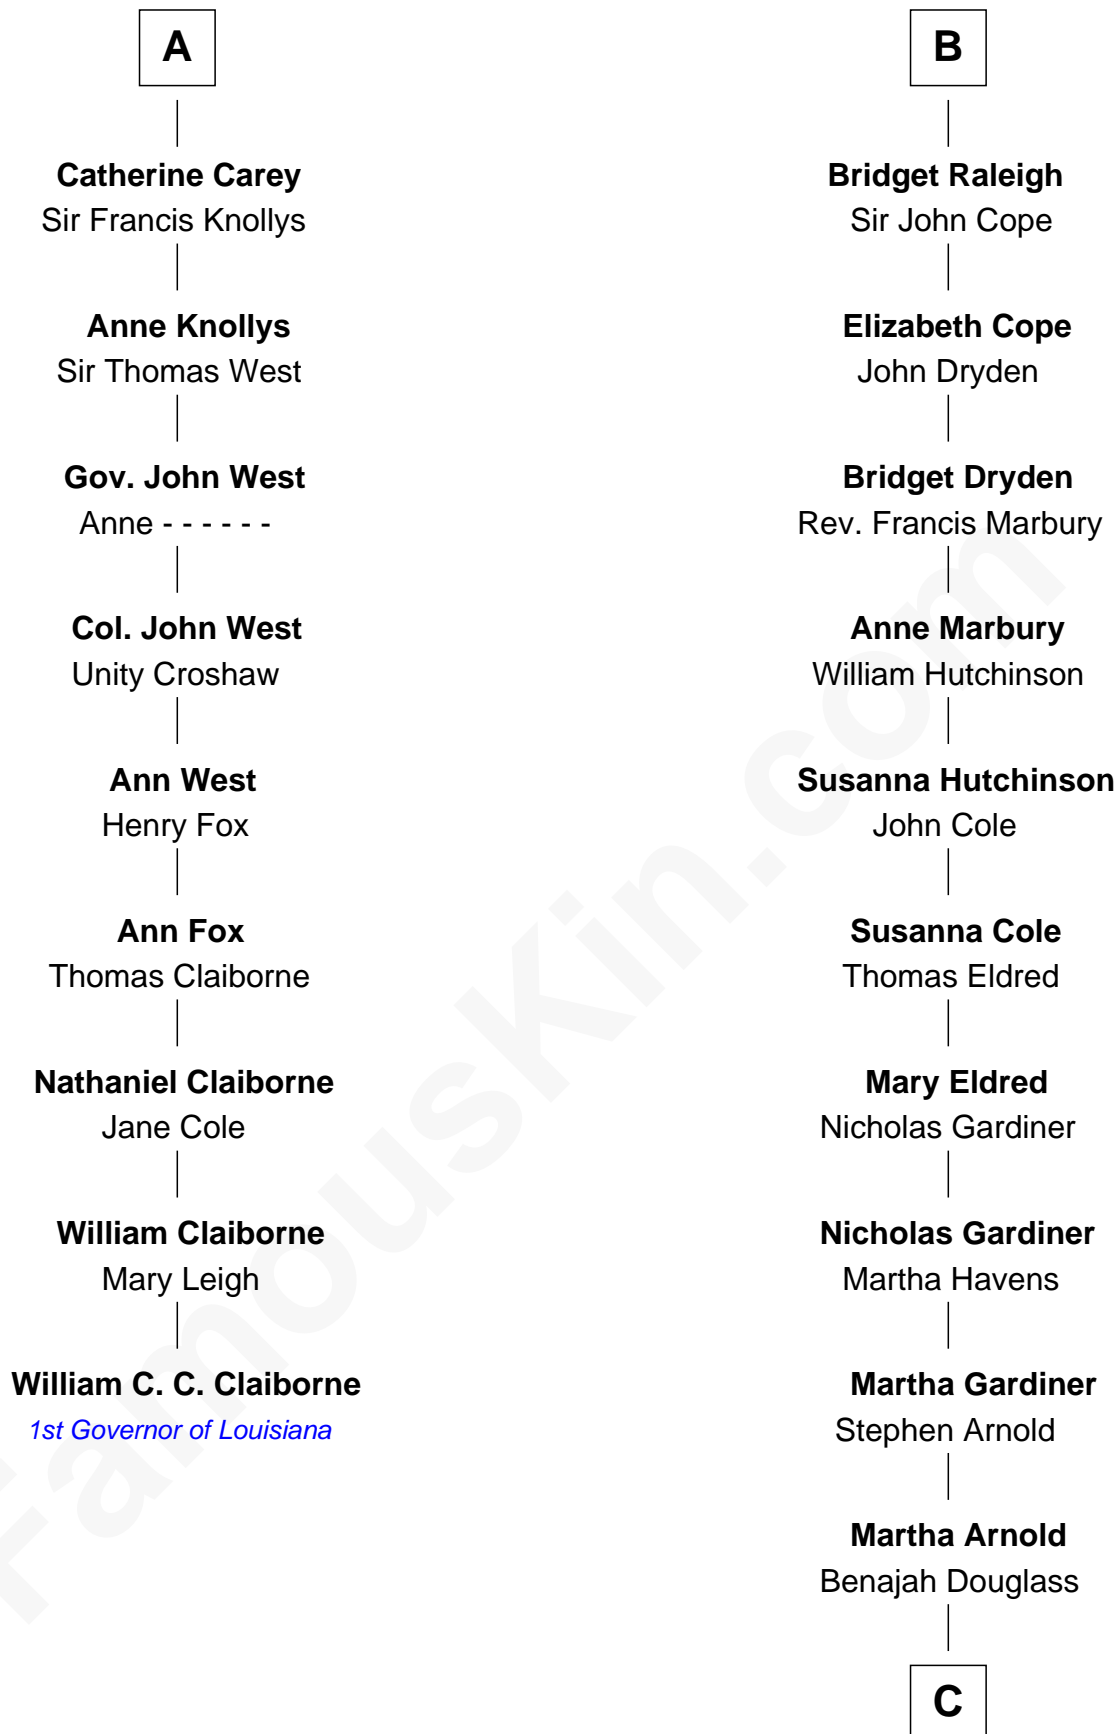 A
Catherine Carey
Sir Francis Knollys
Anne Knollys
Sir Thomas West
Gov. John West
Anne - - - - - -
Col. John West
Unity Croshaw
Ann West
Henry Fox
Ann Fox
Thomas Claiborne
Nathaniel Claiborne
Jane Cole
William Claiborne
Mary Leigh
William C. C. Claiborne
1st Governor of Louisiana
B
Bridget Raleigh
Sir John Cope
Elizabeth Cope
John Dryden
Bridget Dryden
Rev. Francis Marbury
Anne Marbury
William Hutchinson
Susanna Hutchinson
John Cole
Susanna Cole
Thomas Eldred
Mary Eldred
Nicholas Gardiner
Nicholas Gardiner
Martha Havens
Martha Gardiner
Stephen Arnold
Martha Arnold
Benajah Douglass
C
FamousKin.com